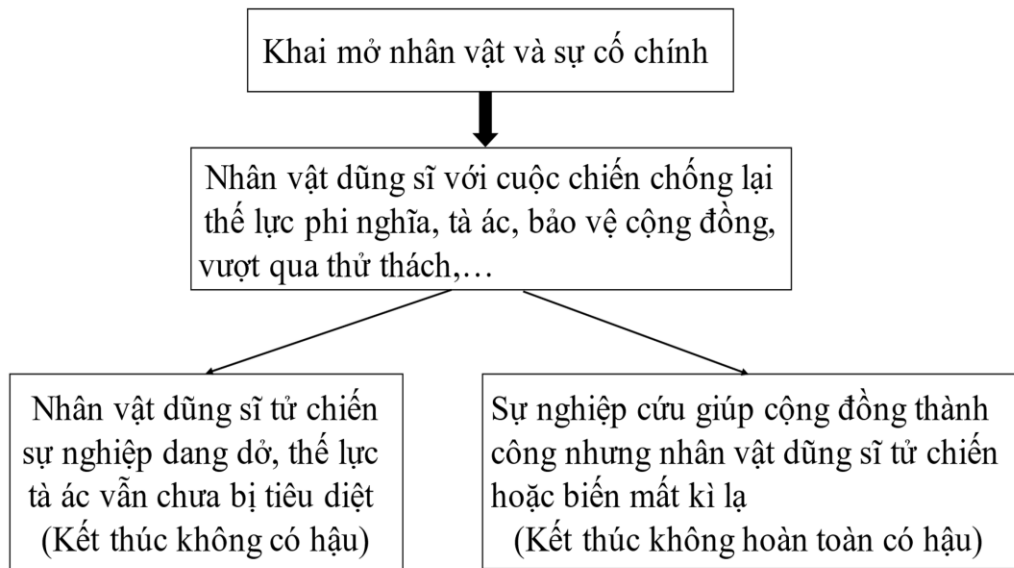 Khai mở nhân vật và sự cố chính
Nhân vật dũng sĩ với cuộc chiến chống lại
thế lực phi nghĩa, tà ác, bảo vệ cộng đồng,
vượt qua thử thách,…
Nhân vật dũng sĩ tử chiến
sự nghiệp dang dở, thế lực
tà ác vẫn chưa bị tiêu diệt
(Kết thúc không có hậu)
Sự nghiệp cứu giúp cộng đồng thành
công nhưng nhân vật dũng sĩ tử chiến
hoặc biến mất kì lạ
(Kết thúc không hoàn toàn có hậu)